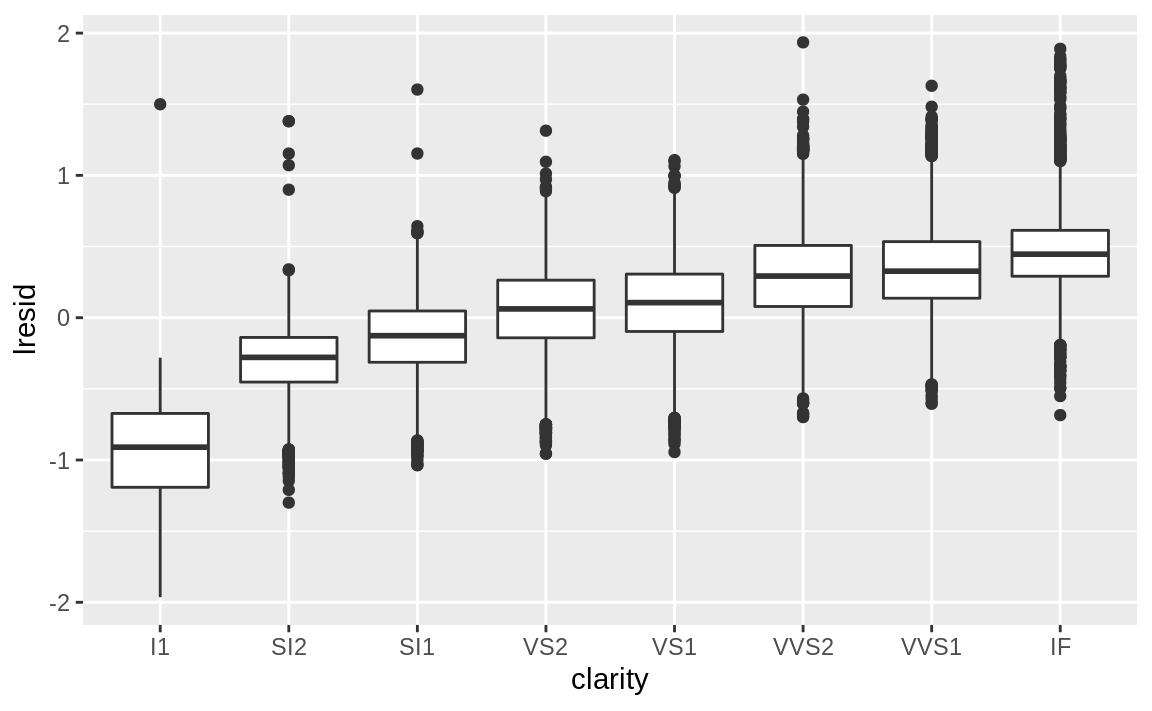 2
1
0
-1
-2
lresid
I1
SI2
SI1
VS2
VS1
VVS2
VVS1
IF
clarity